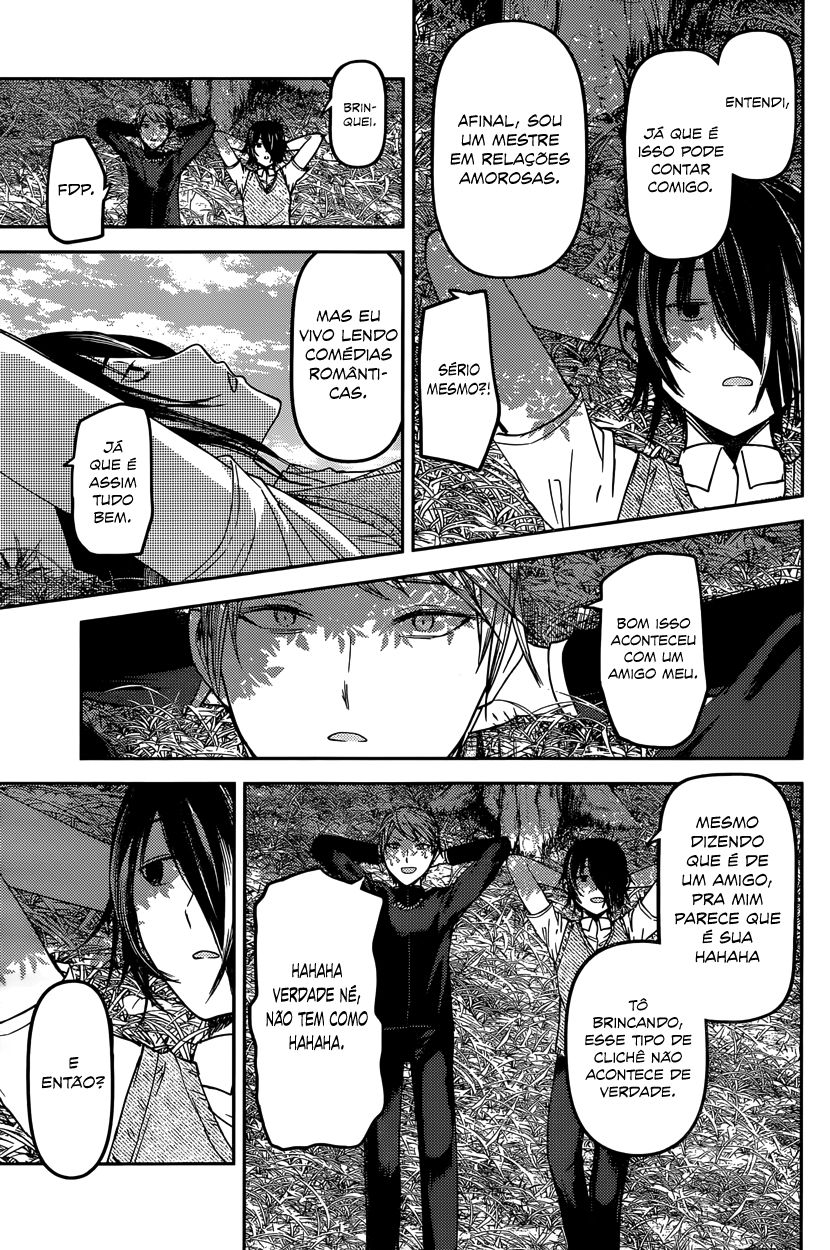 ENTENDI,
JÁ QUE É
ISSO PODE
CONTAR
COMIGO.
AFINAL, SOU
UM MESTRE
EM RELAÇÕES
AMOROSAS.
SÉRIO
MESMO?!
BRIN-
QUEI.
FDP.
MAS EU
VIVO LENDO
COMÉDIAS
ROMÂNTI-
CAS.
JÁ
QUE É
ASSIM
TUDO
BEM.
BOM ISSO
ACONTECEU
COM UM
AMIGO MEU.
MESMO
DIZENDO
QUE É DE
UM AMIGO,
PRA MIM
PARECE QUE
É SUA
HAHAHA
TÔ
BRINCANDO,
ESSE TIPO DE
CLICHÊ NÃO
ACONTECE DE
VERDADE.
HAHAHA
VERDADE NÉ,
NÃO TEM COMO
HAHAHA.
E
ENTÃO?